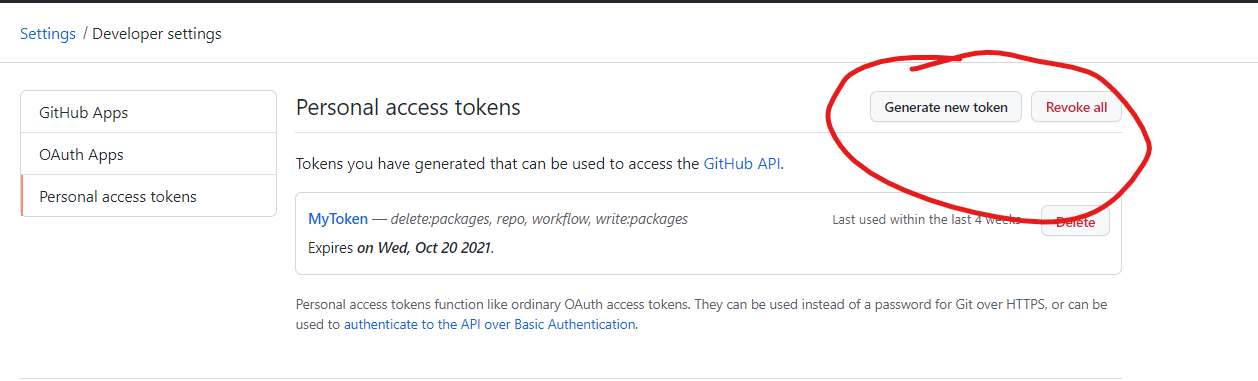 Settings / Developer settings
GitHub Apps
OAuth Apps
Personal access tokens
Personal access tokens
Generate new token
Revoke all
Tokens you have generated that can be used to access the GitHub API.
MyToken — delete:packages, repo, workflow, write:packages
Last used within the last 4 weeks
Delete
Expires on Wed, Oct 20 2021.
Personal access tokens function like ordinary OAuth access tokens. They can be used instead of a password for Git over HTTPS, or can be
used to authenticate to the API over Basic Authentication.